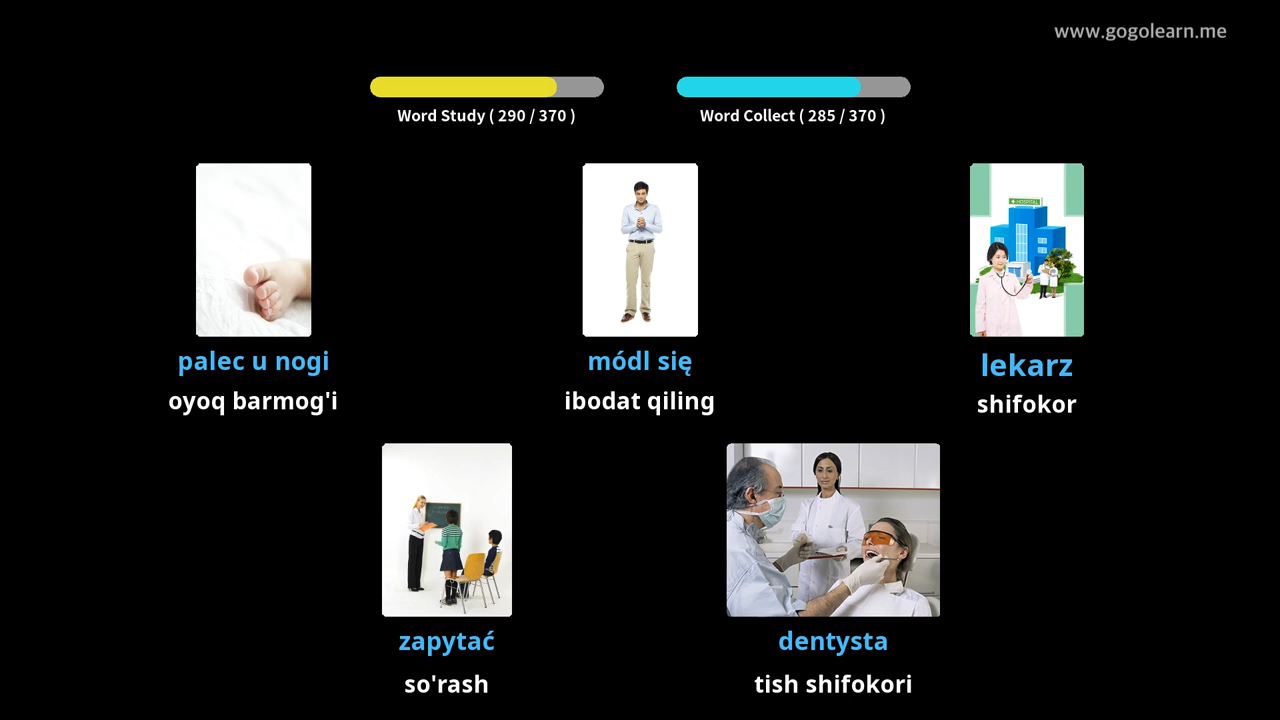 www.gogolearn.me
Word Study ( 290 / 370 )
Word Collect ( 285 / 370 )
HOSPITAL
palec u nogi
módl się
lekarz
oyoq barmog'i
ibodat qiling
shifokor
zapytać
dentysta
so'rash
tish shifokori